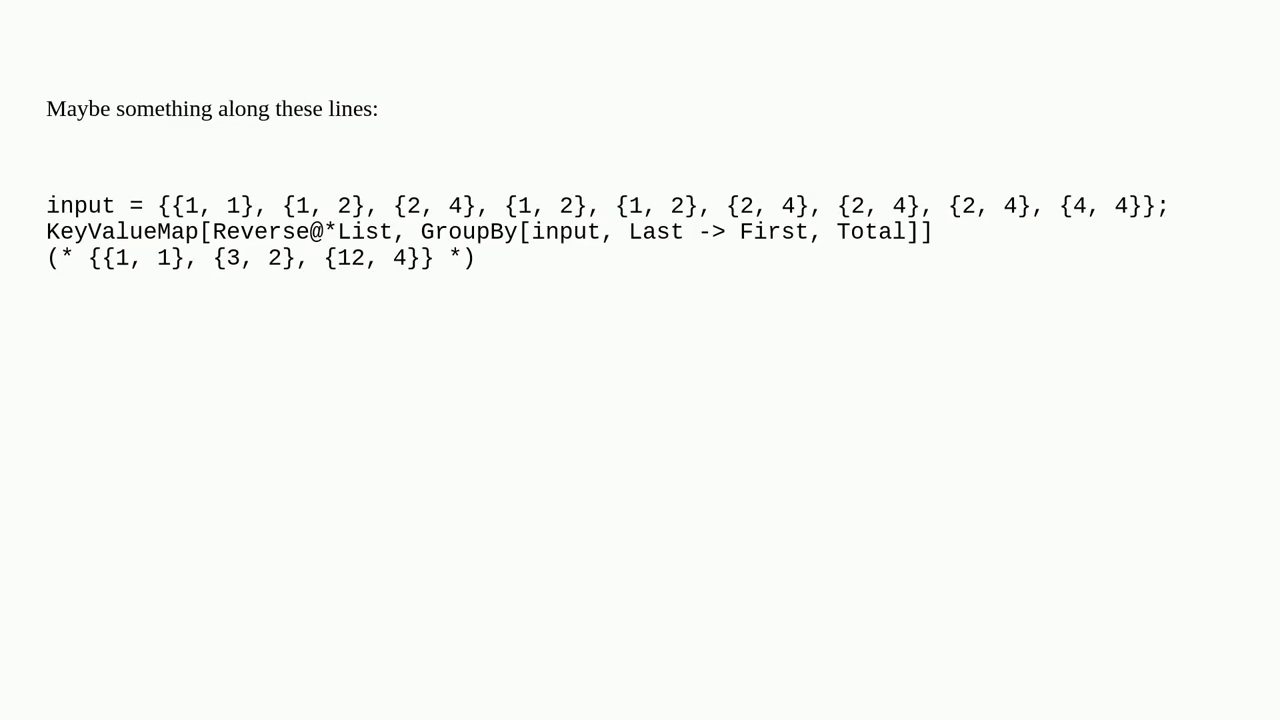 Maybe something along these lines:
input = {{1, 1}, {1, 2}, {2, 4}, {1, 2}, {1, 2}, {2, 4}, {2, 4}, {2, 4}, {4, 4}};
KeyValueMap[Reverse@*List, GroupBy[input, Last -> First, Total]]
(* {{1, 1}, {3, 2}, {12, 4}} *)